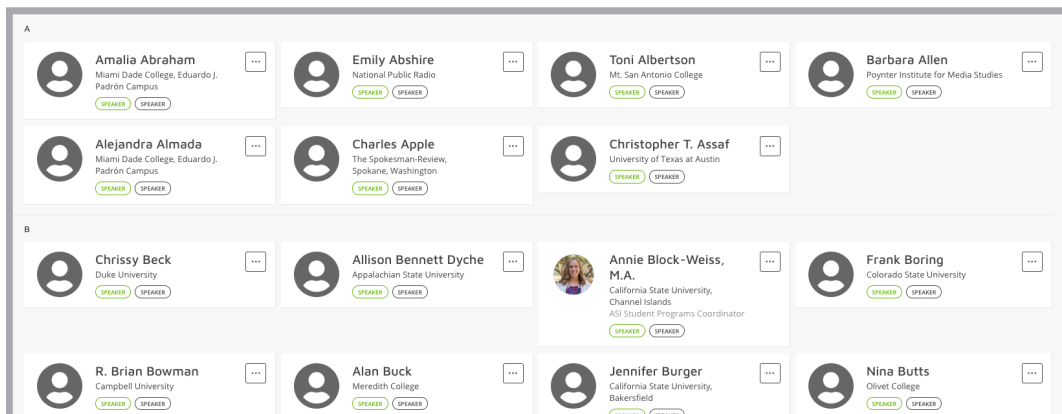 A
Amalia Abraham
Miami Dade College, Eduardo J.
Padrón Campus
SPEAKER SPEAKER
...
Emily Abshire
National Public Radio
SPEAKER SPEAKER
...
Toni Albertson
Mt. San Antonio College
SPEAKER SPEAKER
...
Barbara Allen
Poynter Institute for Media Studies
SPEAKER SPEAKER
...
Alejandra Almada
Miami Dade College, Eduardo J.
Padrón Campus
SPEAKER SPEAKER
...
Charles Apple
The Spokesman-Review,
Spokane, Washington
SPEAKER SPEAKER
...
Christopher T. Assaf
University of Texas at Austin
SPEAKER SPEAKER
...
B
Chrissy Beck
Duke University
SPEAKER SPEAKER
...
Allison Bennett Dyche
Appalachian State University
SPEAKER SPEAKER
...
Annie Block-Weiss,
M.A.
California State University,
Channel Islands
ASI Student Programs Coordinator
SPEAKER SPEAKER
...
Frank Boring
Colorado State University
SPEAKER SPEAKER
...
R. Brian Bowman
Campbell University
SPEAKER SPEAKER
...
Alan Buck
Meredith College
SPEAKER SPEAKER
...
Jennifer Burger
California State University,
Bakersfield
...
Nina Butts
Olivet College
SPEAKER SPEAKER
...